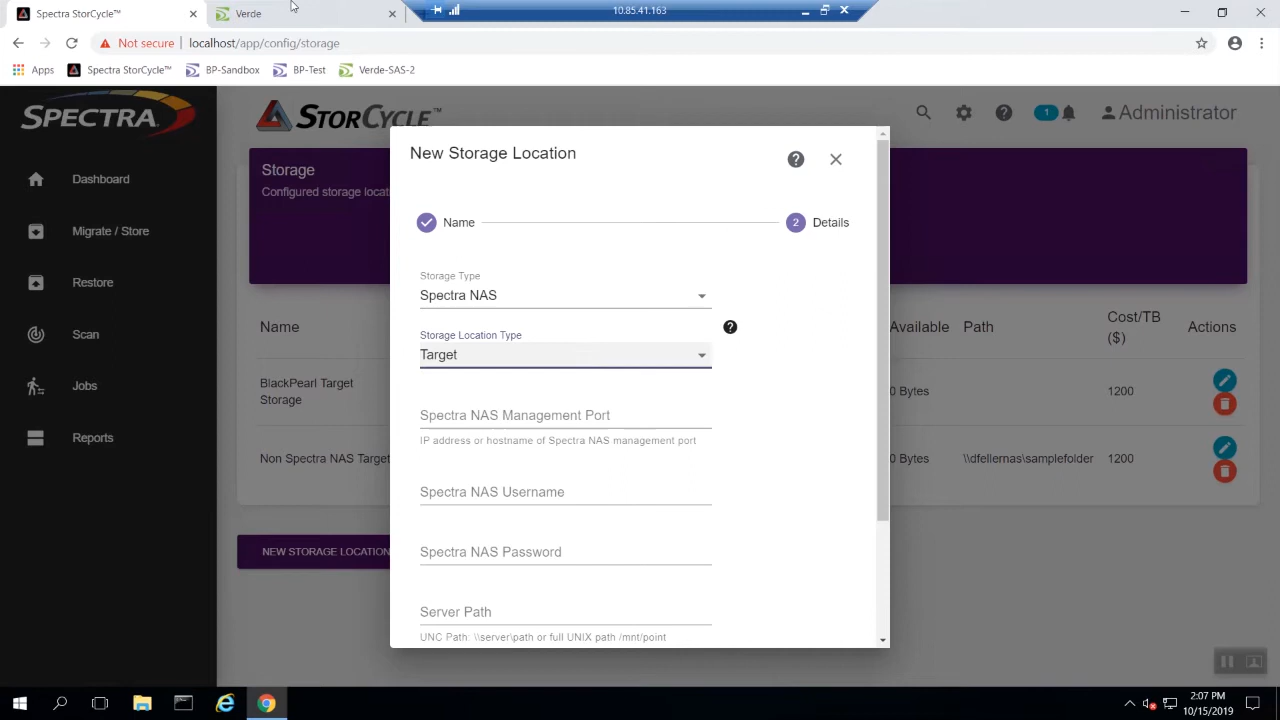 Spectra StorCycle™
Verde
10.85.41.163
Not secure
localhost/app/config/storage
Apps
Spectra StorCycle™
BP-Sandbox
BP-Test
Verde-SAS-2
SPECTRA
STORCYCLE™
1
Administrator
Dashboard
Migrate / Store
Restore
Scan
Jobs
Reports
Storage
Configured storage locat
Name
Available
Path
Cost/TB
($)
Actions
BlackPearl Target
Storage
0 Bytes
1200
Non Spectra NAS Target
0 Bytes
\\dfellernas\samplefolder
1200
NEW STORAGE LOCATION
New Storage Location
Name
2
Details
Storage Type
Spectra NAS
Storage Location Type
Target
Spectra NAS Management Port
IP address or hostname of Spectra NAS management port
Spectra NAS Username
Spectra NAS Password
Server Path
UNC Path: \\server\path or full UNIX path /mnt/point
2:07 PM
10/15/2019